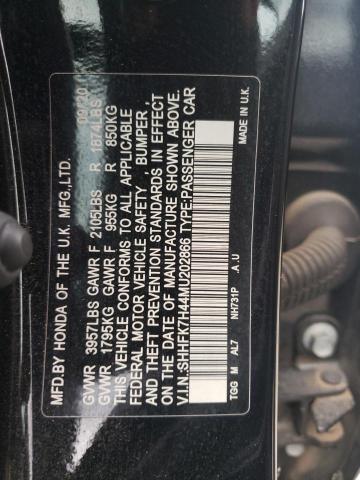 MFD.BY HONDA OF THE U.K. MFG.,LTD. 09/20
GVWR 3957LBS GAWR F 2105LBS R 1874LBS
GVWR 1795KG GAWR F 955KG R 850KG
THIS VEHICLE CONFORMS TO ALL APPLICABLE
FEDERAL MOTOR VEHICLE SAFETY , BUMPER ,
AND THEFT PREVENTION STANDARDS IN EFFECT
ON THE DATE OF MANUFACTURE SHOWN ABOVE.
V.I.N.:SHHFK7H44MU202866 TYPE:PASSENGER CAR
TGG M AL7 NH731P .A.U MADE IN U.K.